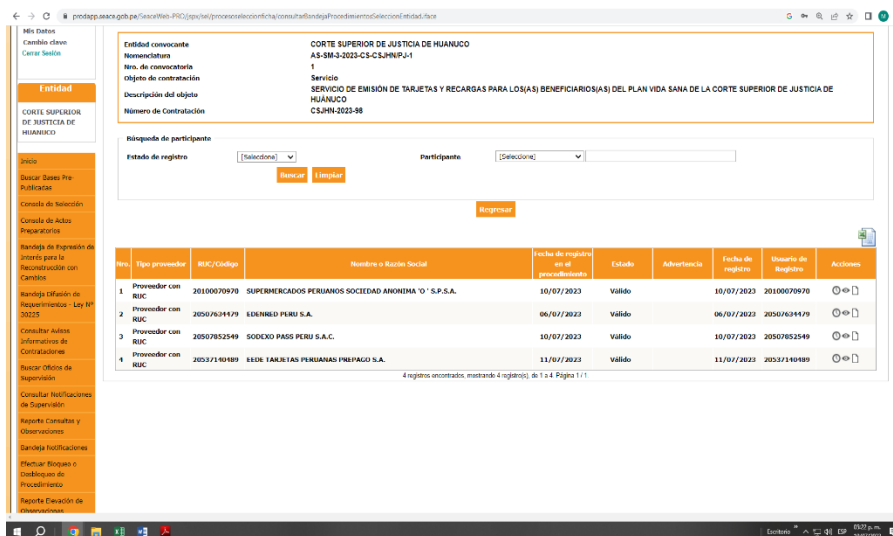 prodapp.seace.gob.pe/SeaceWeb-PRO/jspx/sel/procesoseleccionficha/consultarBandejaProcedimientosSeleccionEntidad.iface
Mis Datos
Cambio clave
Cerrar Sesión
Entidad
CORTE SUPERIOR
DE JUSTICIA DE
HUANUCO
Inicio
Buscar Bases Pre-
Publicadas
Consola de Selección
Consola de Actos
Preparatorios
Bandeja de Expresión de
Interés para la
Reconstrucción con
Cambios
Bandeja Difusión de
Requerimientos - Ley Nº
30225
Consultar Avisos
Informativos de
Contrataciones
Buscar Oficios de
Supervisión
Consultar Notificaciones
de Supervisión
Reporte Consultas y
Observaciones
Bandeja Notificaciones
Efectuar Bloqueo o
Desbloqueo de
Procedimiento
Reporte Elevación de
Observaciones
Entidad convocante CORTE SUPERIOR DE JUSTICIA DE HUANUCO
Nomenclatura AS-SM-3-2023-CS-CSJHN/PJ-1
Nro. de convocatoria 1
Objeto de contratación Servicio
Descripción del objeto SERVICIO DE EMISIÓN DE TARJETAS Y RECARGAS PARA LOS(AS) BENEFICIARIOS(AS) DEL PLAN VIDA SANA DE LA CORTE SUPERIOR DE JUSTICIA DE
HUÁNUCO
Número de Contratación CSJHN-2023-98
Búsqueda de participante
Estado de registro [Seleccione] Participante [Seleccione]
Buscar Limpiar
Regresar
Nro. Tipo proveedor RUC/Código Nombre o Razón Social Fecha de registro en el procedimiento Estado Advertencia Fecha de registro Usuario de Registro Acciones
1 Proveedor con RUC 20100070970 SUPERMERCADOS PERUANOS SOCIEDAD ANONIMA 'O ' S.P.S.A. 10/07/2023 Válido 10/07/2023 20100070970
2 Proveedor con RUC 20507634479 EDENRED PERU S.A. 06/07/2023 Válido 06/07/2023 20507634479
3 Proveedor con RUC 20507852549 SODEXO PASS PERU S.A.C. 10/07/2023 Válido 10/07/2023 20507852549
4 Proveedor con RUC 20537140489 EEDE TARJETAS PERUANAS PREPAGO S.A. 11/07/2023 Válido 11/07/2023 20537140489
4 registros encontrados, mostrando 4 registro(s), de 1 a 4. Página 1 / 1
Escritorio ESP 03:22 p. m.